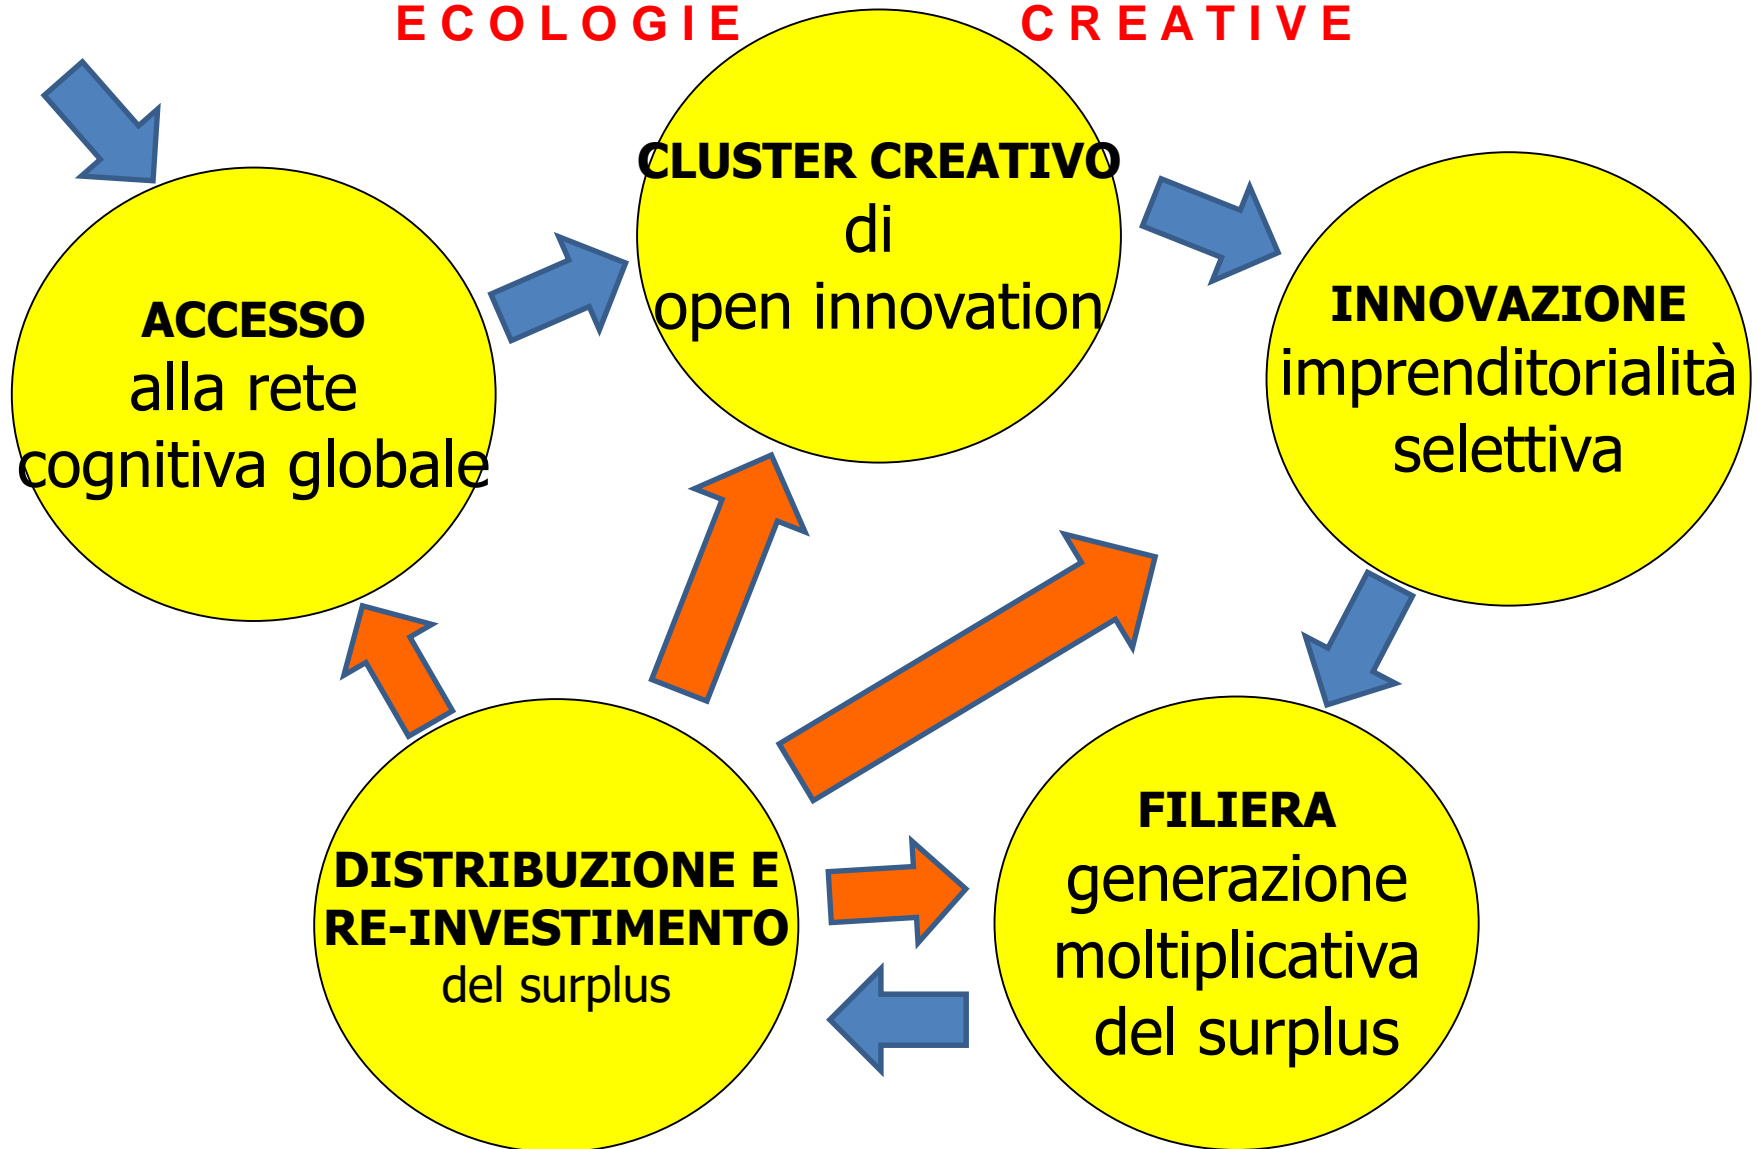 ECOLOGIE CREATIVE
CLUSTER CREATIVO
di
open innovation
ACCESSO
alla rete
cognitiva globale
INNOVAZIONE
imprenditorialità
selettiva
DISTRIBUZIONE E
RE-INVESTIMENTO
del surplus
FILIERA
generazione
moltiplicativa
del surplus